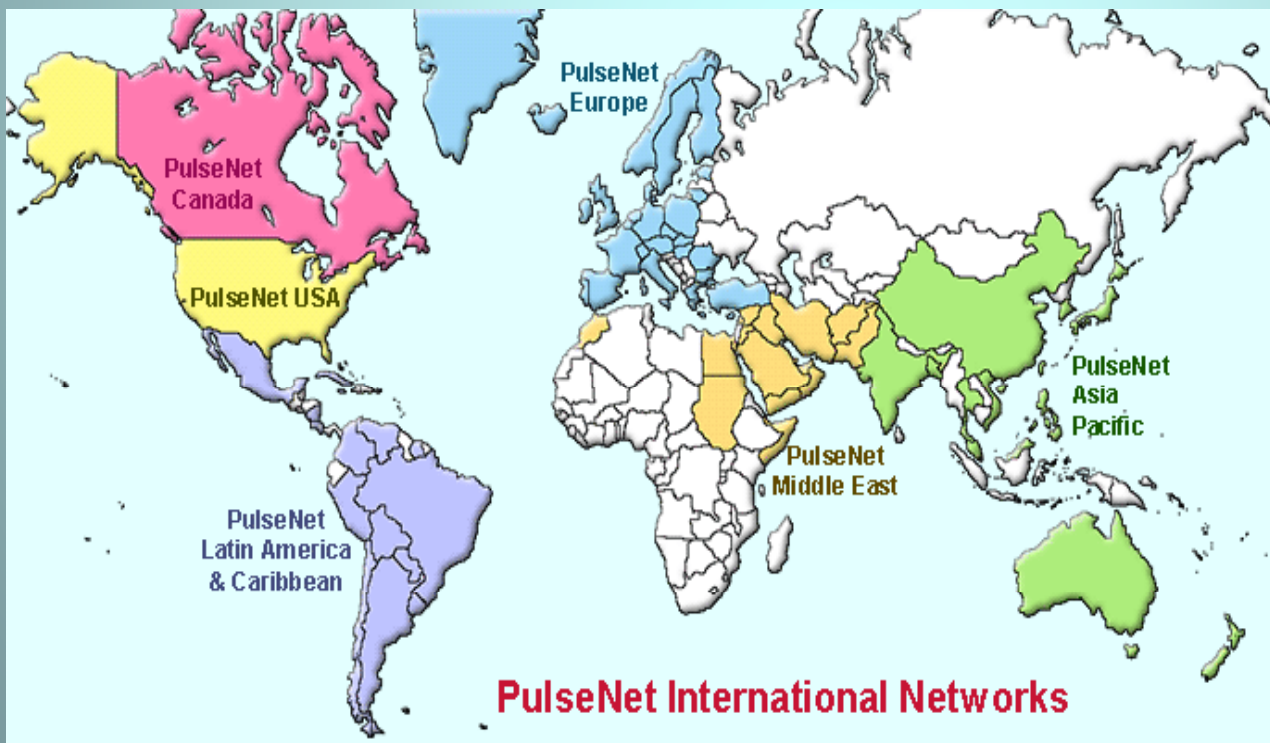 PulseNet
Europe
PulseNet
Canada
PulseNet USA
PulseNet
Asia
Pacific
PulseNet
Middle East
PulseNet
Latin America
& Caribbean
PulseNet International Networks